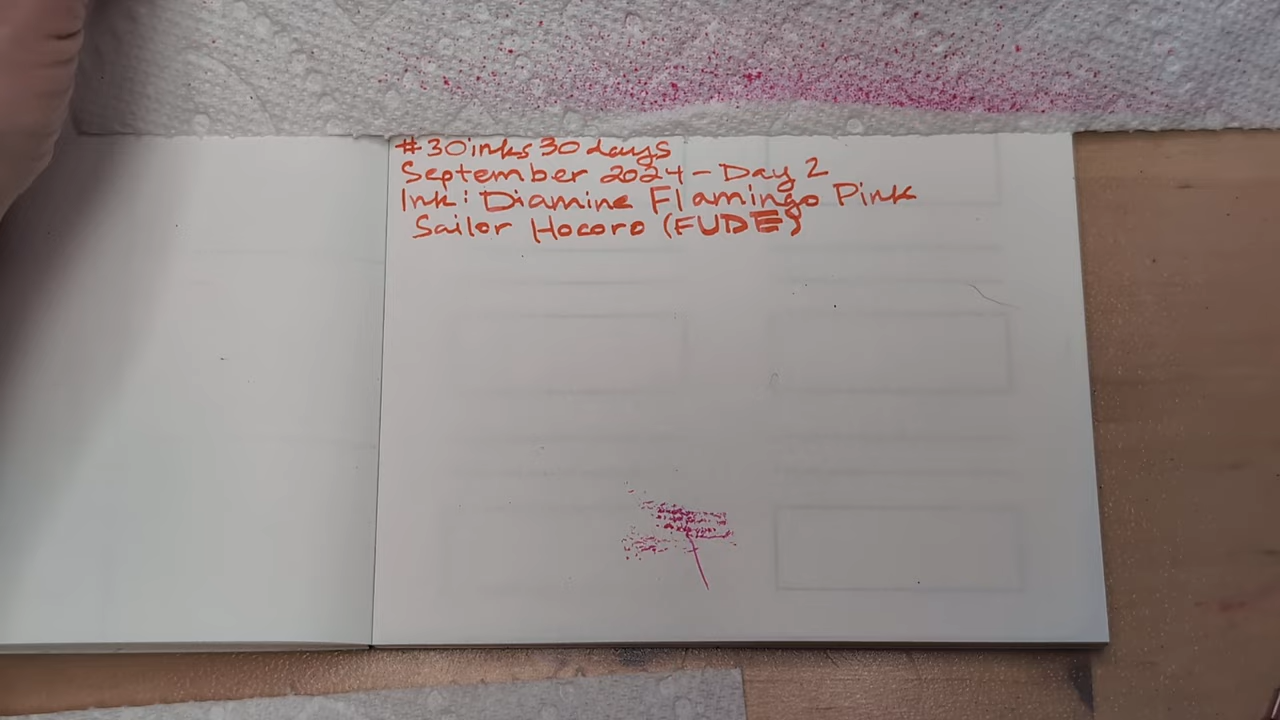 #30inks30days
September 2024 - Day 2
Ink: Diamine Flamingo Pink
Sailor Hocoro (FUDE)